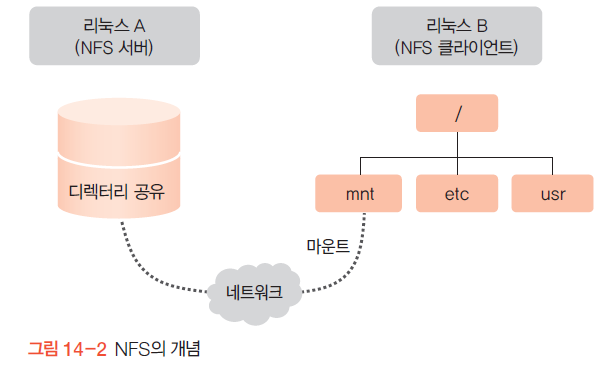 리눅스 A
(NFS 서버)
리눅스 B
(NFS 클라이언트)
/
디렉터리 공유
mnt
etc
usr
마운트
네트워크
그림 14-2 NFS의 개념